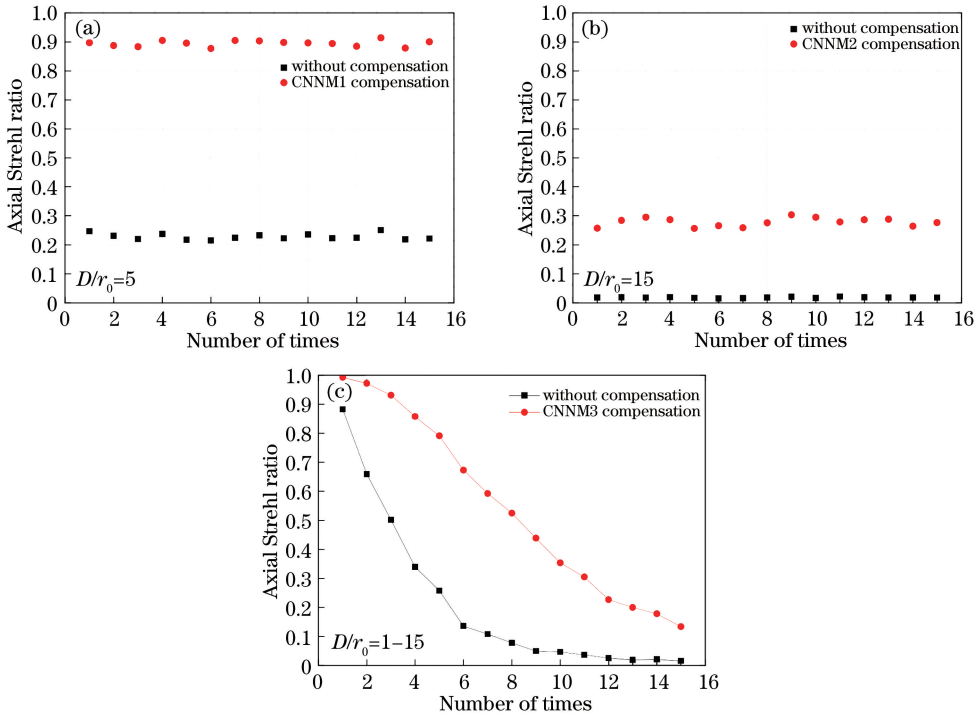 (a)
1.0
0.9
0.8
0.7
0.6
0.5
0.4
0.3
0.2
0.1
0
Axial Strehl ratio
without compensation
CNNM1 compensation
D/r₀=5
0 2 4 6 8 10 12 14 16
Number of times
(b)
1.0
0.9
0.8
0.7
0.6
0.5
0.4
0.3
0.2
0.1
0
Axial Strehl ratio
without compensation
CNNM2 compensation
D/r₀=15
0 2 4 6 8 10 12 14 16
Number of times
(c)
1.0
0.9
0.8
0.7
0.6
0.5
0.4
0.3
0.2
0.1
0
Axial Strehl ratio
without compensation
CNNM3 compensation
D/r₀=1−15
0 2 4 6 8 10 12 14 16
Number of times